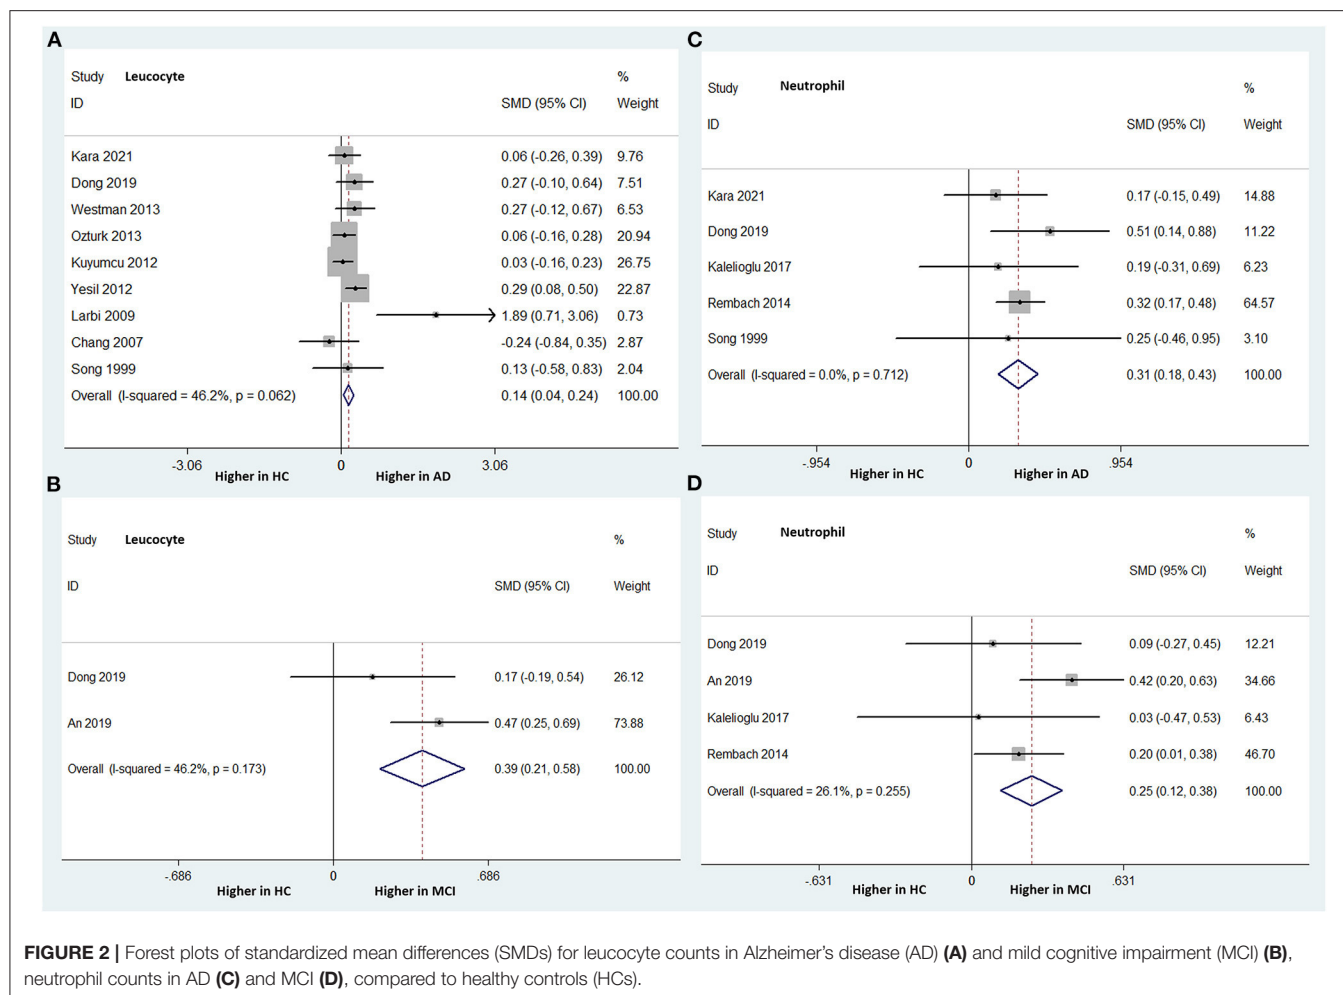 A
Study Leucocyte %
ID SMD (95% CI) Weight
Kara 2021 0.06 (-0.26, 0.39) 9.76
Dong 2019 0.27 (-0.10, 0.64) 7.51
Westman 2013 0.27 (-0.12, 0.67) 6.53
Ozturk 2013 0.06 (-0.16, 0.28) 20.94
Kuyumcu 2012 0.03 (-0.16, 0.23) 26.75
Yesil 2012 0.29 (0.08, 0.50) 22.87
Larbi 2009 1.89 (0.71, 3.06) 0.73
Chang 2007 -0.24 (-0.84, 0.35) 2.87
Song 1999 0.13 (-0.58, 0.83) 2.04
Overall (I-squared = 46.2%, p = 0.062) 0.14 (0.04, 0.24) 100.00
-3.06 0 3.06
Higher in HC Higher in AD
B
Study Leucocyte %
ID SMD (95% CI) Weight
Dong 2019 0.17 (-0.19, 0.54) 26.12
An 2019 0.47 (0.25, 0.69) 73.88
Overall (I-squared = 46.2%, p = 0.173) 0.39 (0.21, 0.58) 100.00
-.686 0 .686
Higher in HC Higher in MCI
C
Study Neutrophil %
ID SMD (95% CI) Weight
Kara 2021 0.17 (-0.15, 0.49) 14.88
Dong 2019 0.51 (0.14, 0.88) 11.22
Kalelioglu 2017 0.19 (-0.31, 0.69) 6.23
Rembach 2014 0.32 (0.17, 0.48) 64.57
Song 1999 0.25 (-0.46, 0.95) 3.10
Overall (I-squared = 0.0%, p = 0.712) 0.31 (0.18, 0.43) 100.00
-.954 0 .954
Higher in HC Higher in AD
D
Study Neutrophil %
ID SMD (95% CI) Weight
Dong 2019 0.09 (-0.27, 0.45) 12.21
An 2019 0.42 (0.20, 0.63) 34.66
Kalelioglu 2017 0.03 (-0.47, 0.53) 6.43
Rembach 2014 0.20 (0.01, 0.38) 46.70
Overall (I-squared = 26.1%, p = 0.255) 0.25 (0.12, 0.38) 100.00
-.631 0 .631
Higher in HC Higher in MCI
FIGURE 2 | Forest plots of standardized mean differences (SMDs) for leucocyte counts in Alzheimer's disease (AD) (A) and mild cognitive impairment (MCI) (B),
neutrophil counts in AD (C) and MCI (D), compared to healthy controls (HCs).